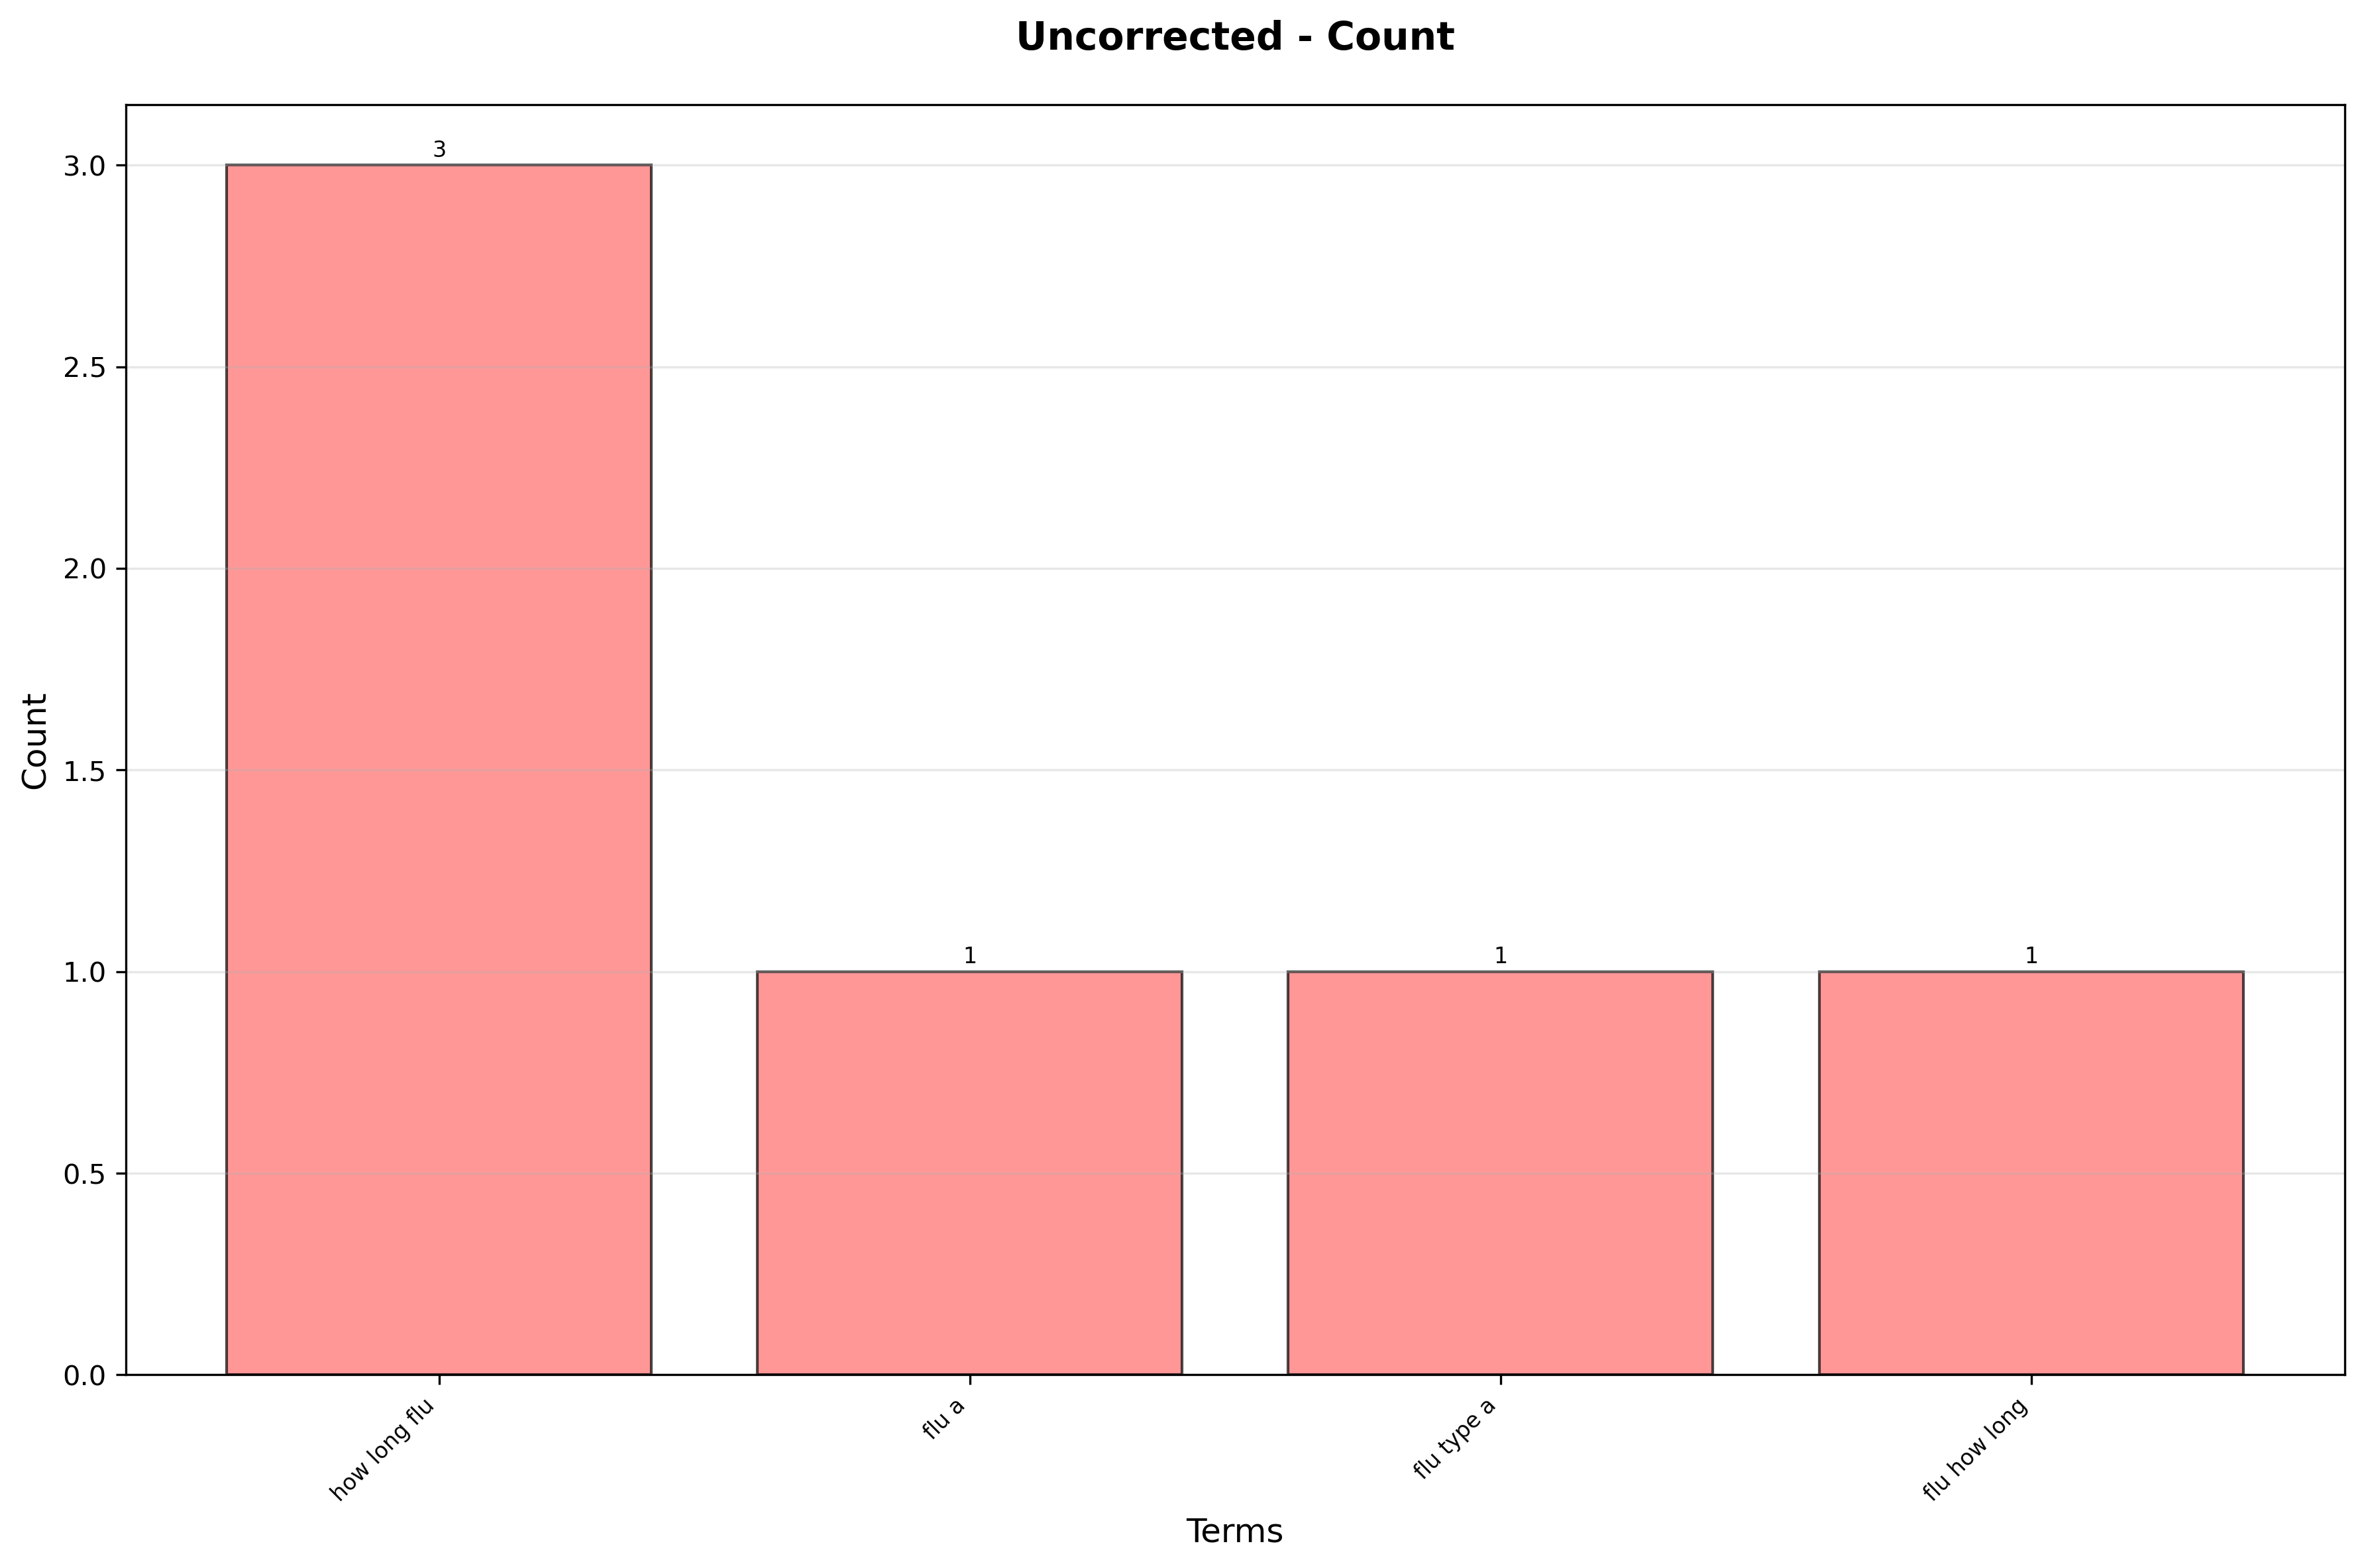 Uncorrected - Count
3
3.0
2.5
2.0
Count
1.5
1
1
1
1.0
0.5
0.0
how long flu
flu a
flu type a
flu how long
Terms